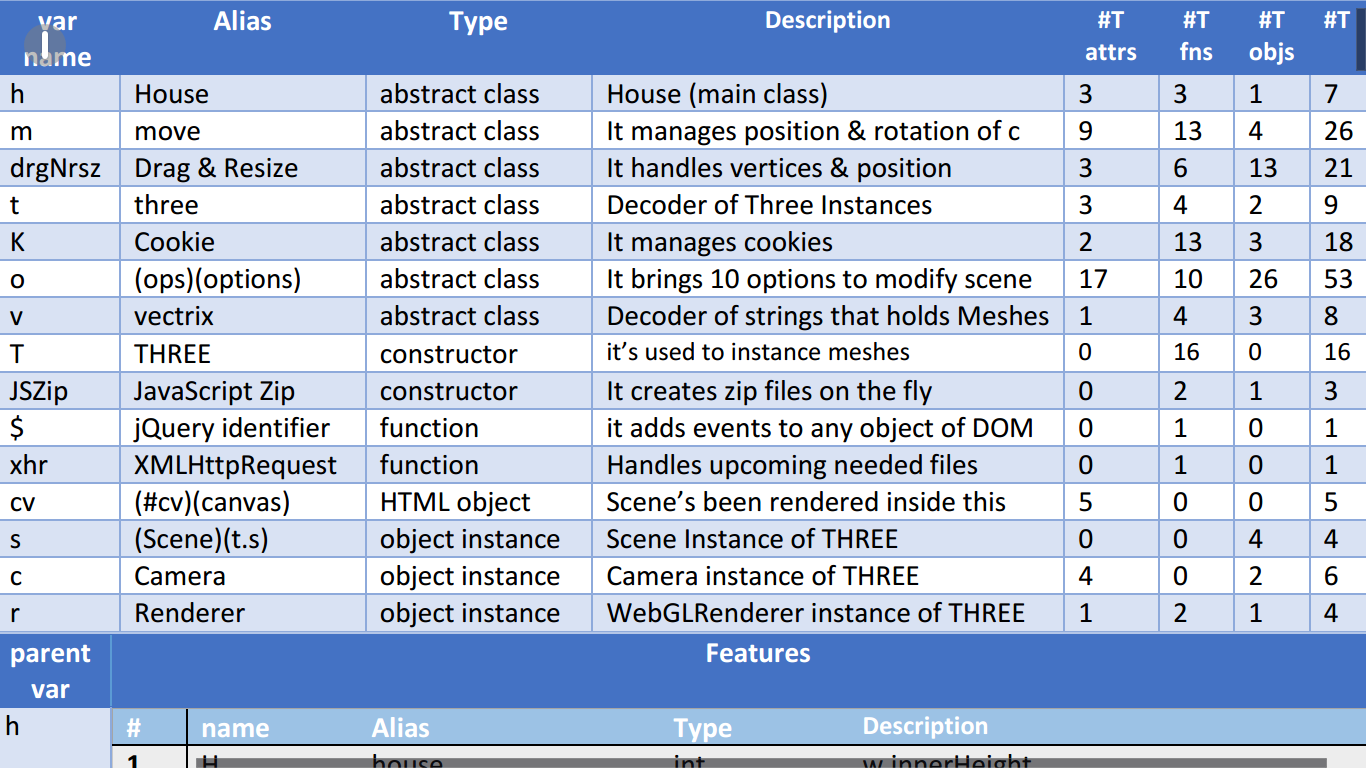 var name Alias Type Description #T attrs #T fns #T objs #T
h House abstract class House (main class) 3 3 1 7
m move abstract class It manages position & rotation of c 9 13 4 26
drgNrsz Drag & Resize abstract class It handles vertices & position 3 6 13 21
t three abstract class Decoder of Three Instances 3 4 2 9
K Cookie abstract class It manages cookies 2 13 3 18
o (ops)(options) abstract class It brings 10 options to modify scene 17 10 26 53
v vectrix abstract class Decoder of strings that holds Meshes 1 4 3 8
T THREE constructor it’s used to instance meshes 0 16 0 16
JSZip JavaScript Zip constructor It creates zip files on the fly 0 2 1 3
$ jQuery identifier function it adds events to any object of DOM 0 1 0 1
xhr XMLHttpRequest function Handles upcoming needed files 0 1 0 1
cv (#cv)(canvas) HTML object Scene’s been rendered inside this 5 0 0 5
s (Scene)(t.s) object instance Scene Instance of THREE 0 0 4 4
c Camera object instance Camera instance of THREE 4 0 2 6
r Renderer object instance WebGLRenderer instance of THREE 1 2 1 4
parent var Features
h # name Alias Type Description
1 H house int w.innerHeight